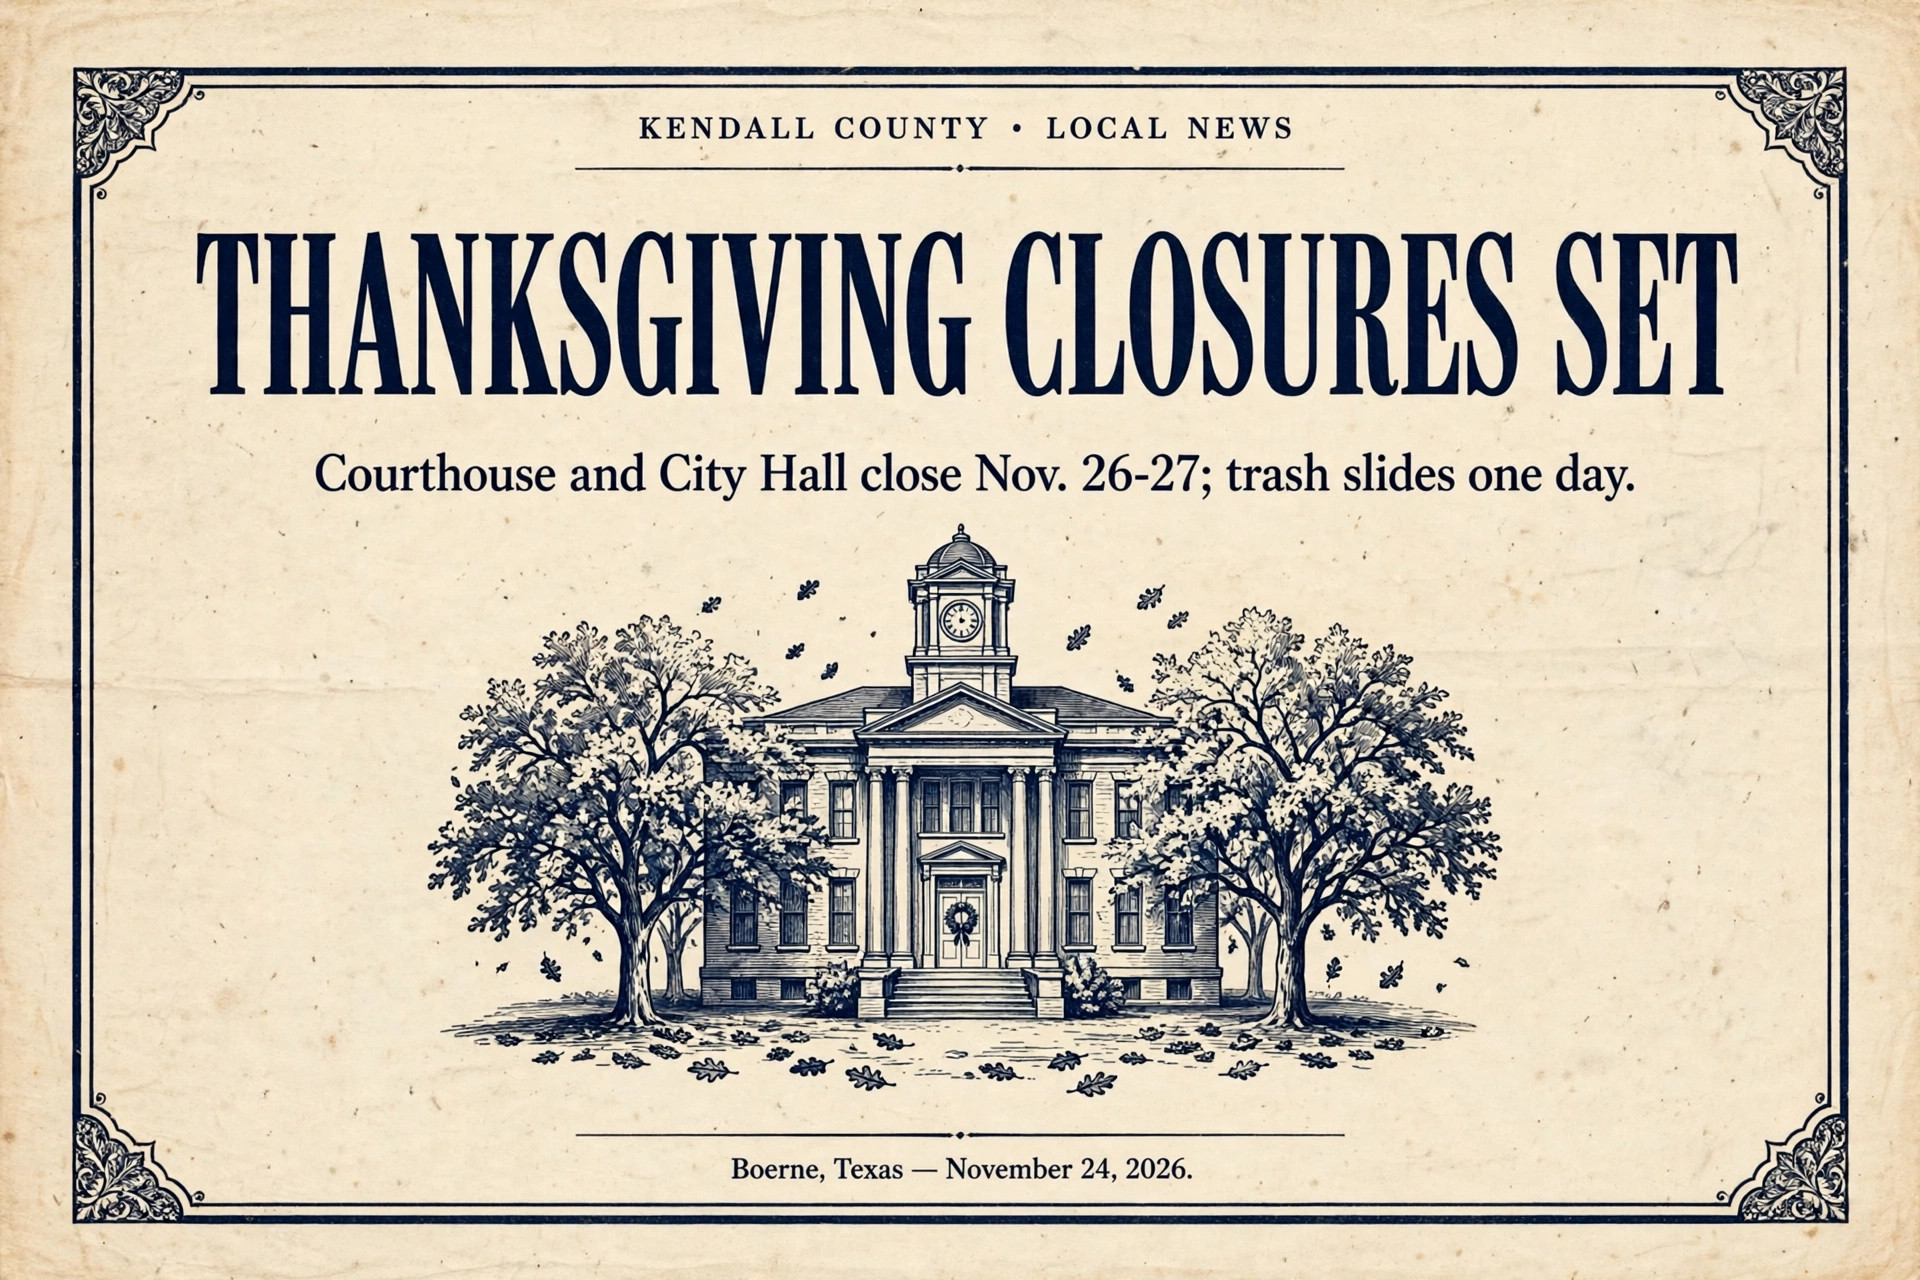 KENDALL COUNTY • LOCAL NEWS
THANKSGIVING CLOSURES SET
Courthouse and City Hall close Nov. 26-27; trash slides one day.
Boerne, Texas — November 24, 2026.